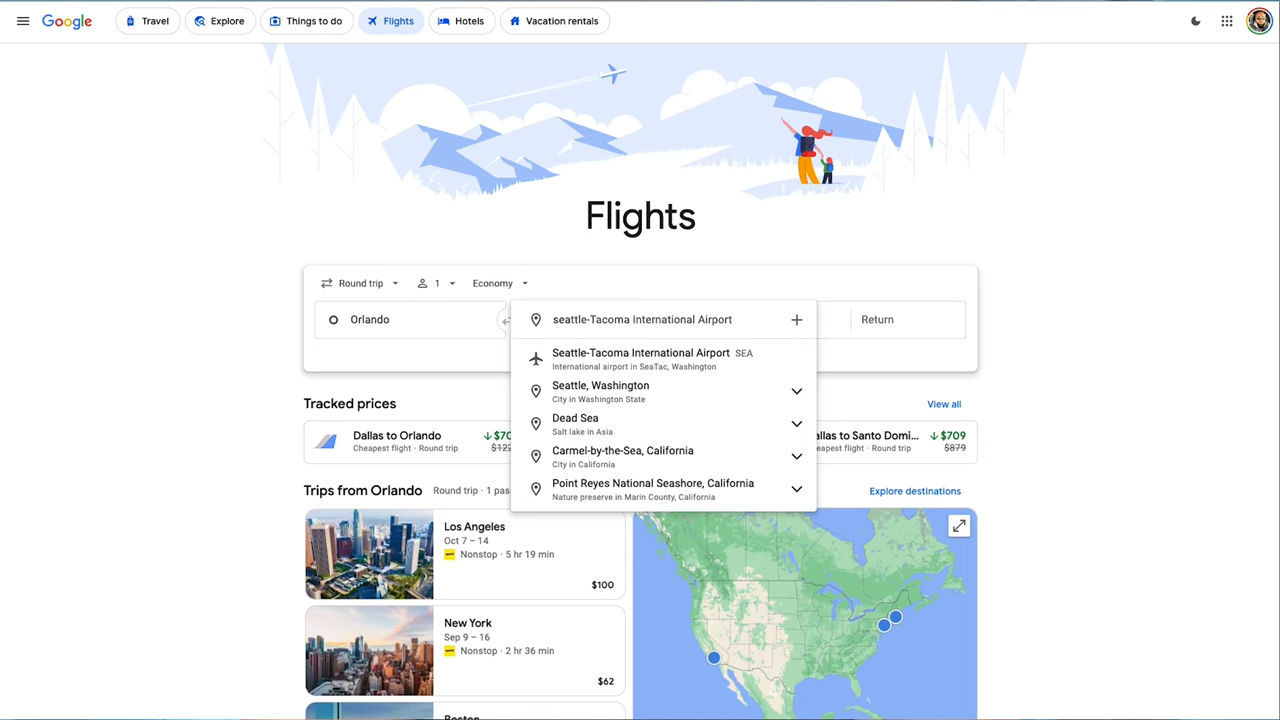 Google
Travel
Explore
Things to do
Flights
Hotels
Vacation rentals
Flights
Round trip
1
Economy
Orlando
seattle-Tacoma International Airport
Return
Seattle-Tacoma International Airport SEA
International airport in SeaTac, Washington
Seattle, Washington
City in Washington State
Dead Sea
Salt lake in Asia
Carmel-by-the-Sea, California
City in California
Point Reyes National Seashore, California
Nature preserve in Marin County, California
Tracked prices
View all
Dallas to Orlando
Cheapest flight · Round trip
to Santo Domi... $709
flight · Round trip $879
Trips from Orlando Round trip · 1
Explore destinations
Los Angeles
Oct 7 – 14
Nonstop · 5 hr 19 min
$100
New York
Sep 9 – 16
Nonstop · 2 hr 36 min
$62